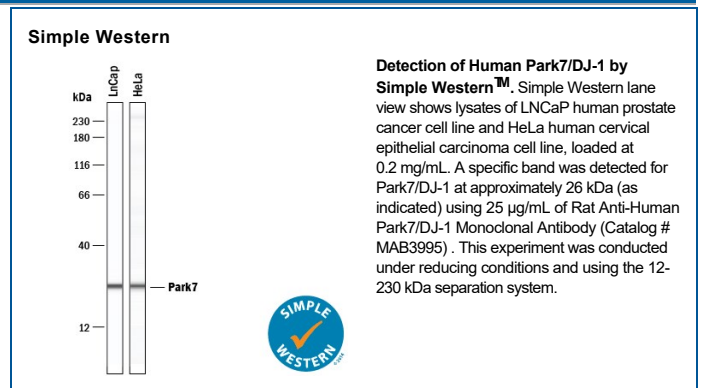 Simple Western
kDa
LnCap
HeLa
230
180
116
66
40
Park7
12
SIMPLE
WESTERN
Detection of Human Park7/DJ-1 by
Simple Western™. Simple Western lane
view shows lysates of LNCaP human prostate
cancer cell line and HeLa human cervical
epithelial carcinoma cell line, loaded at
0.2 mg/mL. A specific band was detected for
Park7/DJ-1 at approximately 26 kDa (as
indicated) using 25 µg/mL of Rat Anti-Human
Park7/DJ-1 Monoclonal Antibody (Catalog #
MAB3995) . This experiment was conducted
under reducing conditions and using the 12-
230 kDa separation system.